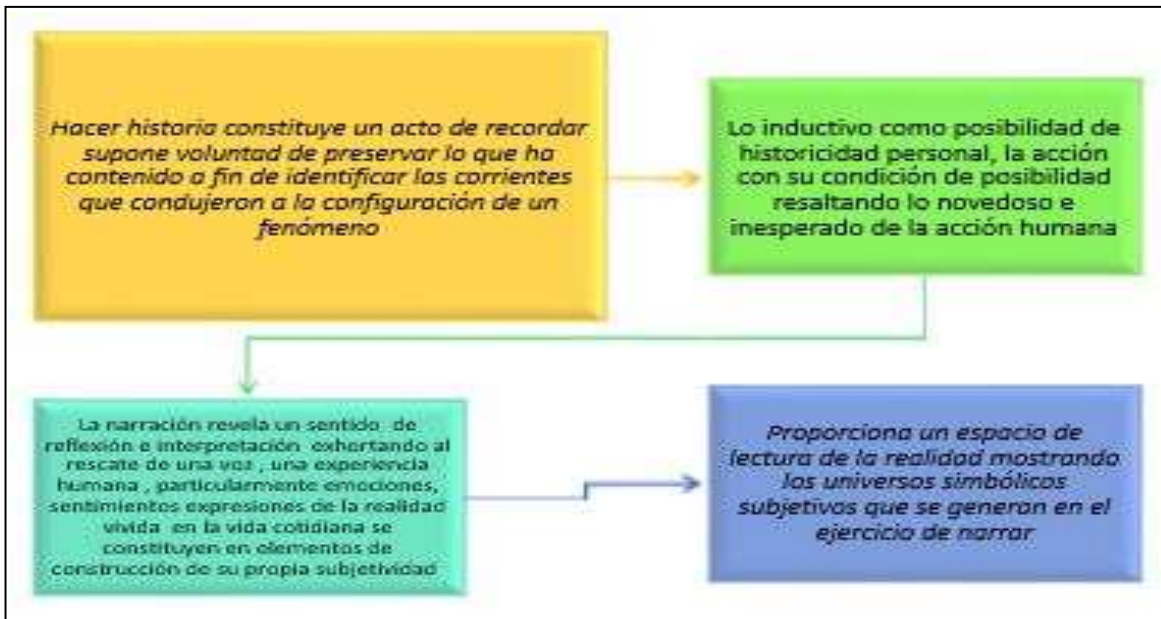 Hacer historia constituye un acto de recordar
supone voluntad de preservar lo que ha
contenido a fin de identificar las corrientes
que condujeron a la configuración de un
fenómeno
Lo inductivo como posibilidad de
historicidad personal, la acción
con su condición de posibilidad
resaltando lo novedoso e
inesperado de la acción humana
La narración revela un sentido de
reflexión e interpretación exhortando al
rescate de una voz , una experiencia
humana , particularmente emociones,
sentimientos expresiones de la realidad
vivida en la vida cotidiana se
constituyen en elementos de
construcción de su propia subjetividad
Proporciona un espacio de
lectura de la realidad mostrando
los universos simbólicos
subjetivos que se generan en el
ejercicio de narrar